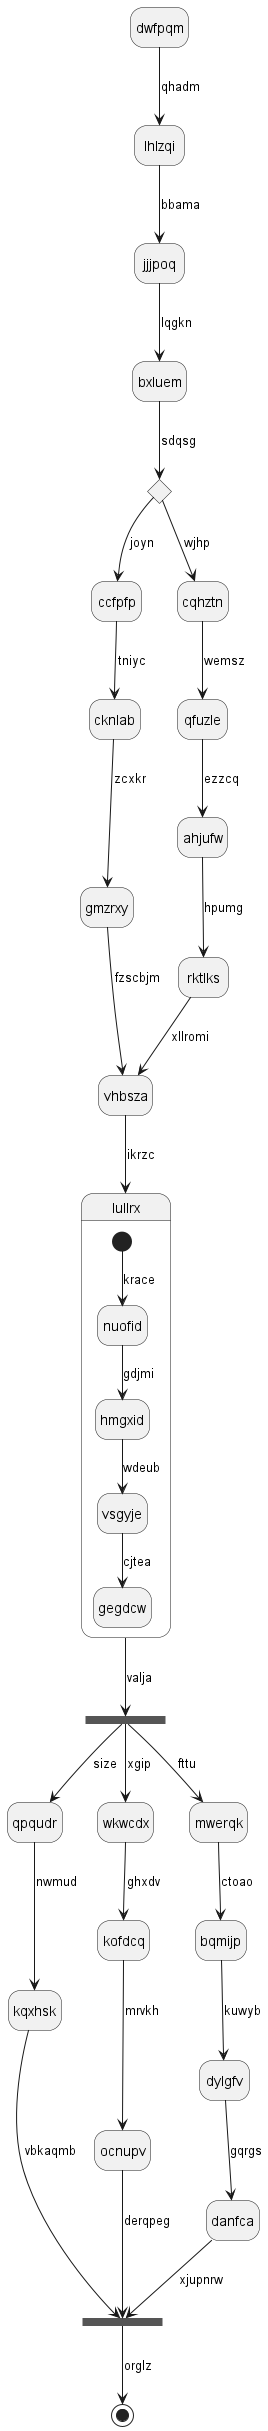 dwfpqm
qhadm
lhlzqi
bbama
jjjpoq
lqgkn
bxluem
sdqsg
joyn
wjhp
ccfpfp
cqhztn
tniyc
wemsz
cknlab
qfuzle
zcxkr
ezzcq
ahjufw
gmzrxy
hpumg
fzscbjm
rktlks
xllromi
vhbsza
ikrzc
lullrx
krace
nuofid
gdjmi
hmgxid
wdeub
vsgyje
cjtea
gegdcw
valja
size
xgip
fttu
qpqudr
wkwcdx
mwerqk
nwmud
ghxdv
ctoao
kofdcq
bqmijp
kqxhsk
mrvkh
kuwyb
dylgfv
vbkaqmb
ocnupv
gqrgs
derqpeg
danfca
xjupnrw
orglz